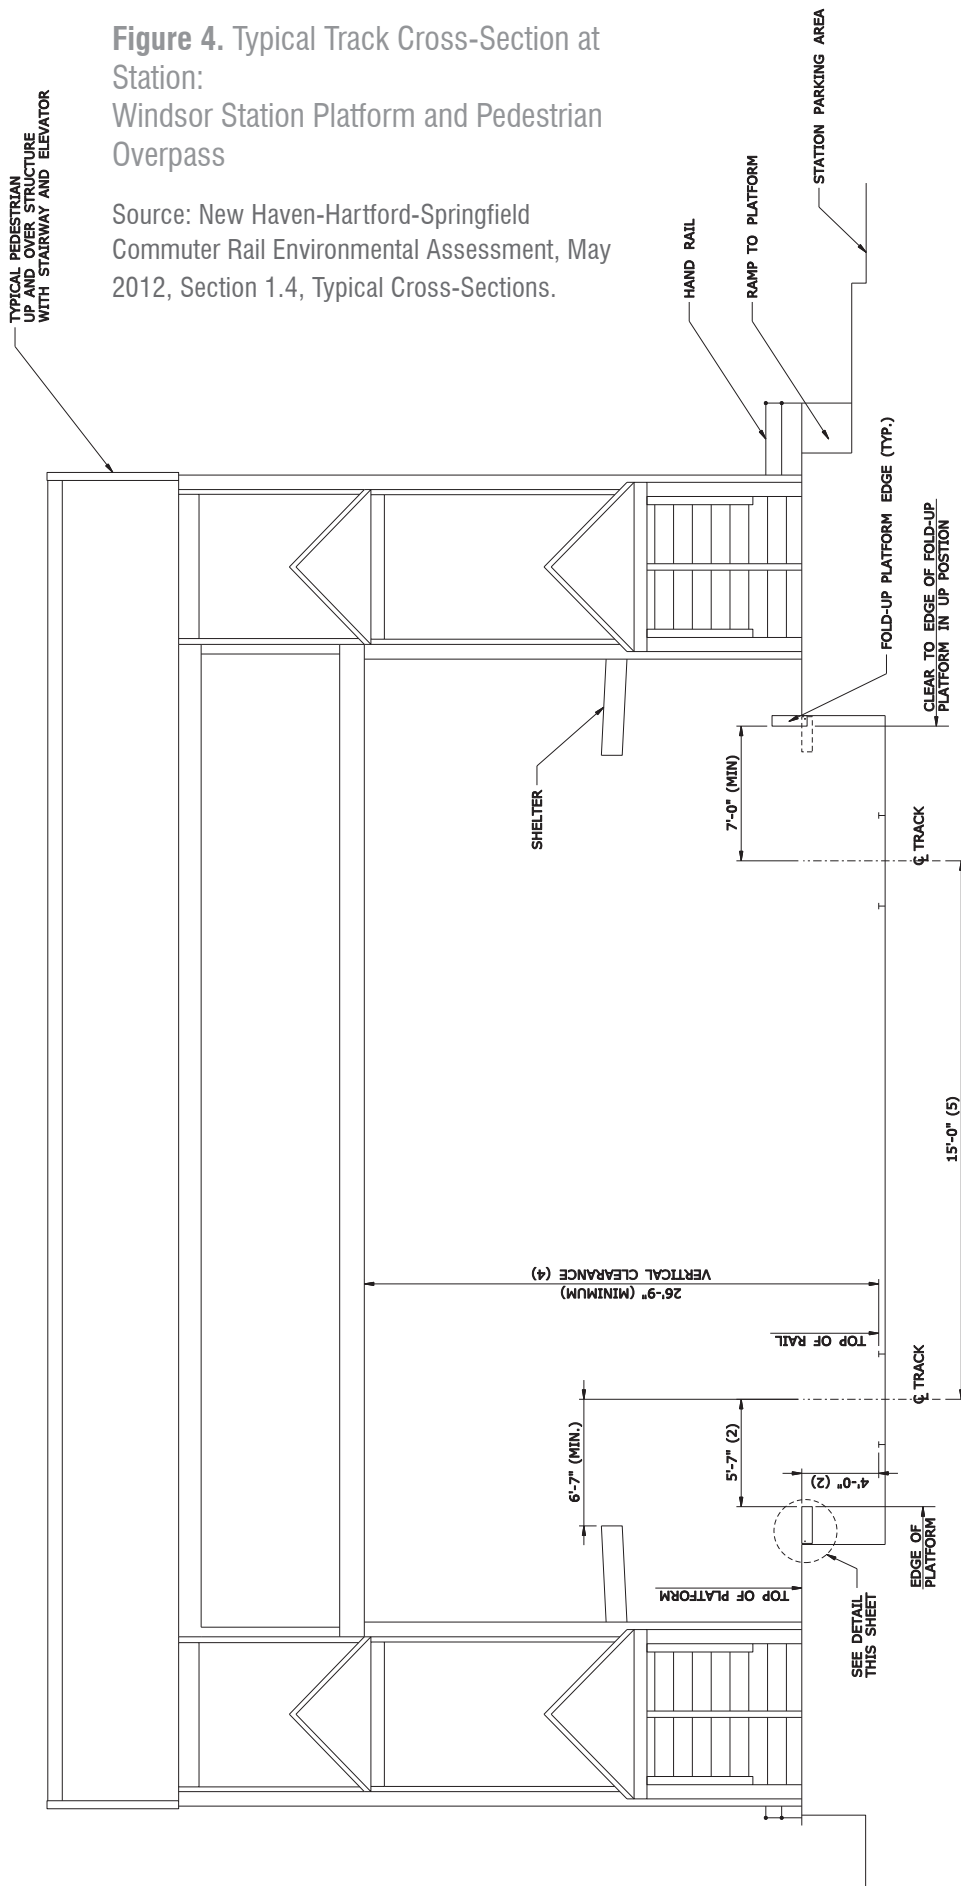 Figure 4. Typical Track Cross-Section at
Station:
Windsor Station Platform and Pedestrian
Overpass
Source: New Haven-Hartford-Springfield
Commuter Rail Environmental Assessment, May
2012, Section 1.4, Typical Cross-Sections.
TYPICAL PEDESTRIAN
UP AND OVER STRUCTURE
WITH STAIRWAY AND ELEVATOR
STATION PARKING AREA
HAND RAIL
RAMP TO PLATFORM
FOLD-UP PLATFORM EDGE (TYP.)
CLEAR TO EDGE OF FOLD-UP
PLATFORM IN UP POSTION
SHELTER
7'-0" (MIN)
℄ TRACK
15'-0" (5)
26'-9" (MINIMUM)
VERTICAL CLEARANCE (4)
TOP OF RAIL
℄ TRACK
6'-7" (MIN.)
5'-7" (2)
4'-0" (2)
EDGE OF
PLATFORM
TOP OF PLATFORM
SEE DETAIL
THIS SHEET